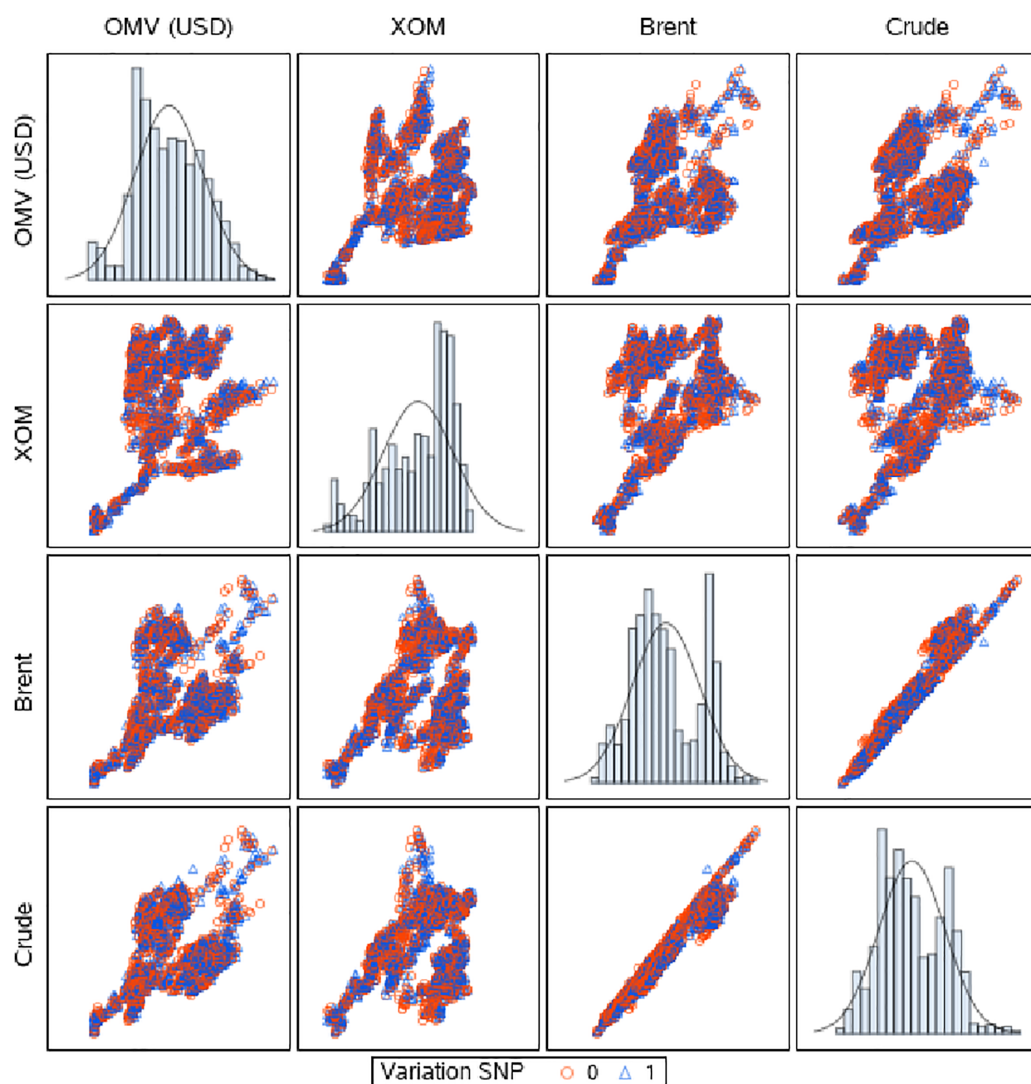 OMV (USD) XOM Brent Crude
OMV (USD)
XOM
Brent
Crude
Variation SNP 0 1